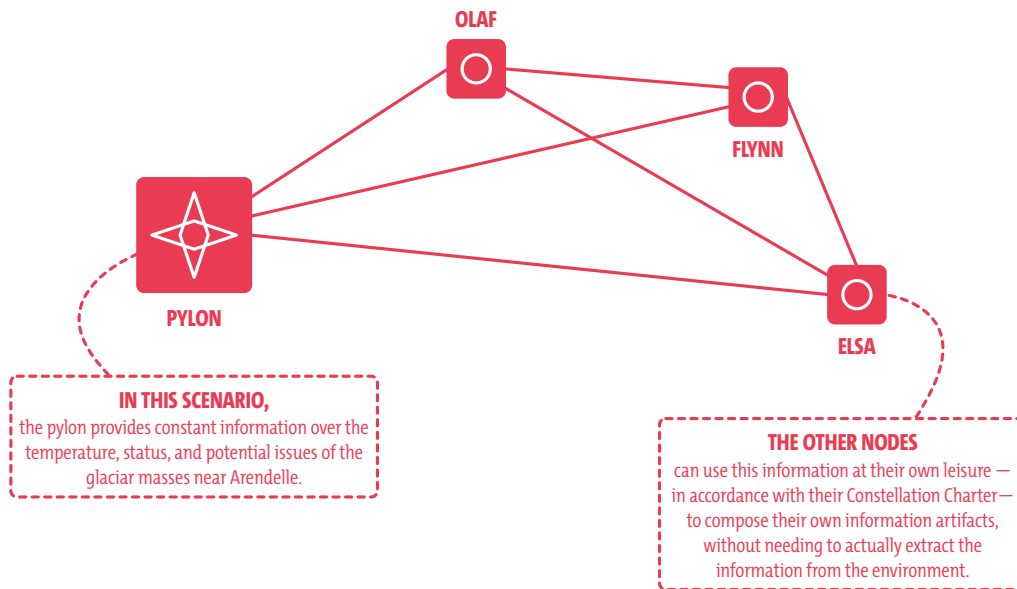 OLAF
FLYNN
PYLON
ELSA
IN THIS SCENARIO,
the pylon provides constant information over the
temperature, status, and potential issues of the
glaciar masses near Arendelle.
THE OTHER NODES
can use this information at their own leisure —
in accordance with their Constellation Charter—
to compose their own information artifacts,
without needing to actually extract the
information from the environment.